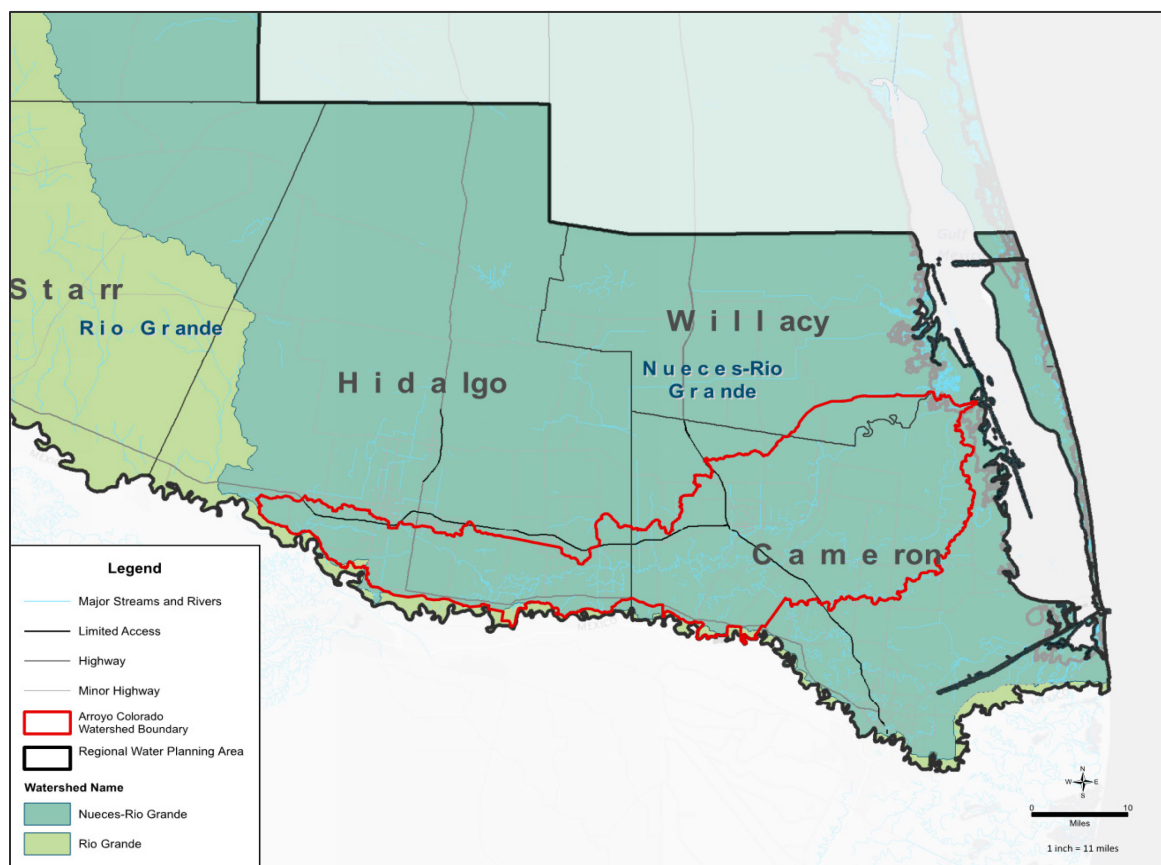 Gulf
Starr
Rio Grande
Willacy
Nueces-Rio
Grande
Hidalgo
Cameron
Legend
Major Streams and Rivers
Limited Access
Highway
Minor Highway
Arroyo Colorado
Watershed Boundary
Regional Water Planning Area
Watershed Name
Nueces-Rio Grande
Rio Grande
N
W E
S
0 10
Miles
1 inch = 11 miles